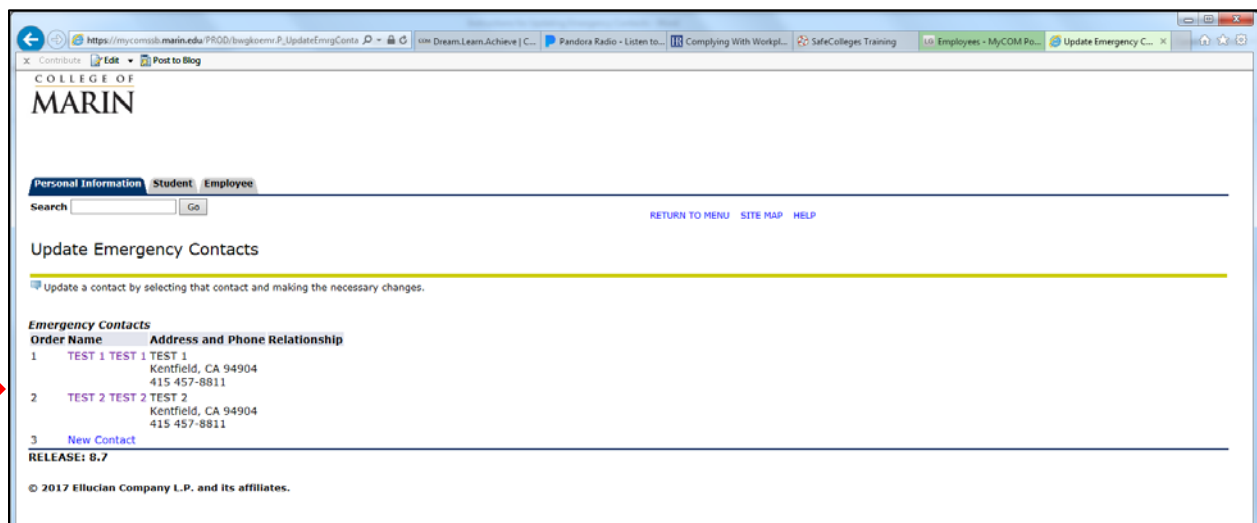 https://mycomssb.marin.edu/PROD/bwgkoemr.P_UpdateEmrgConta
Dream.Learn.Achieve | C...
Pandora Radio - Listen to...
Complying With Workpl...
SafeColleges Training
Employees - MyCOM Po...
Update Emergency C...
x Contribute Edit Post to Blog
COLLEGE OF
MARIN
Personal Information Student Employee
Search Go
RETURN TO MENU SITE MAP HELP
Update Emergency Contacts
Update a contact by selecting that contact and making the necessary changes.
Emergency Contacts
Order Name Address and Phone Relationship
1 TEST 1 TEST 1 TEST 1
Kentfield, CA 94904
415 457-8811
2 TEST 2 TEST 2 TEST 2
Kentfield, CA 94904
415 457-8811
3 New Contact
RELEASE: 8.7
© 2017 Ellucian Company L.P. and its affiliates.